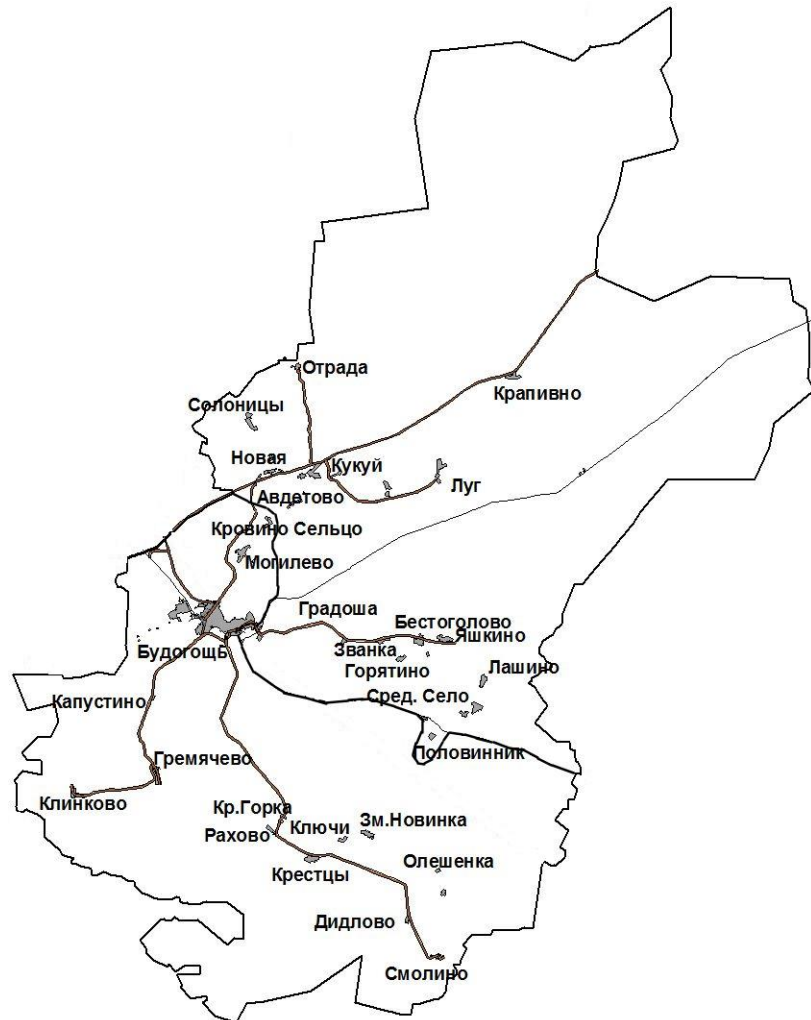 Отрада
Крапивно
Солоницы
Новая
Кукуй
Луг
Авдетово
Кровино Сельцо
Могилево
Градоша
Бестоголово
Яшкино
Званка
Будогощь
Горятино
Лашино
Капустино
Сред. Село
Половинник
Гремячево
Клинково
Кр.Горка
Ключи
Зм.Новинка
Рахово
Олешенка
Крестцы
Дидлово
Смолино